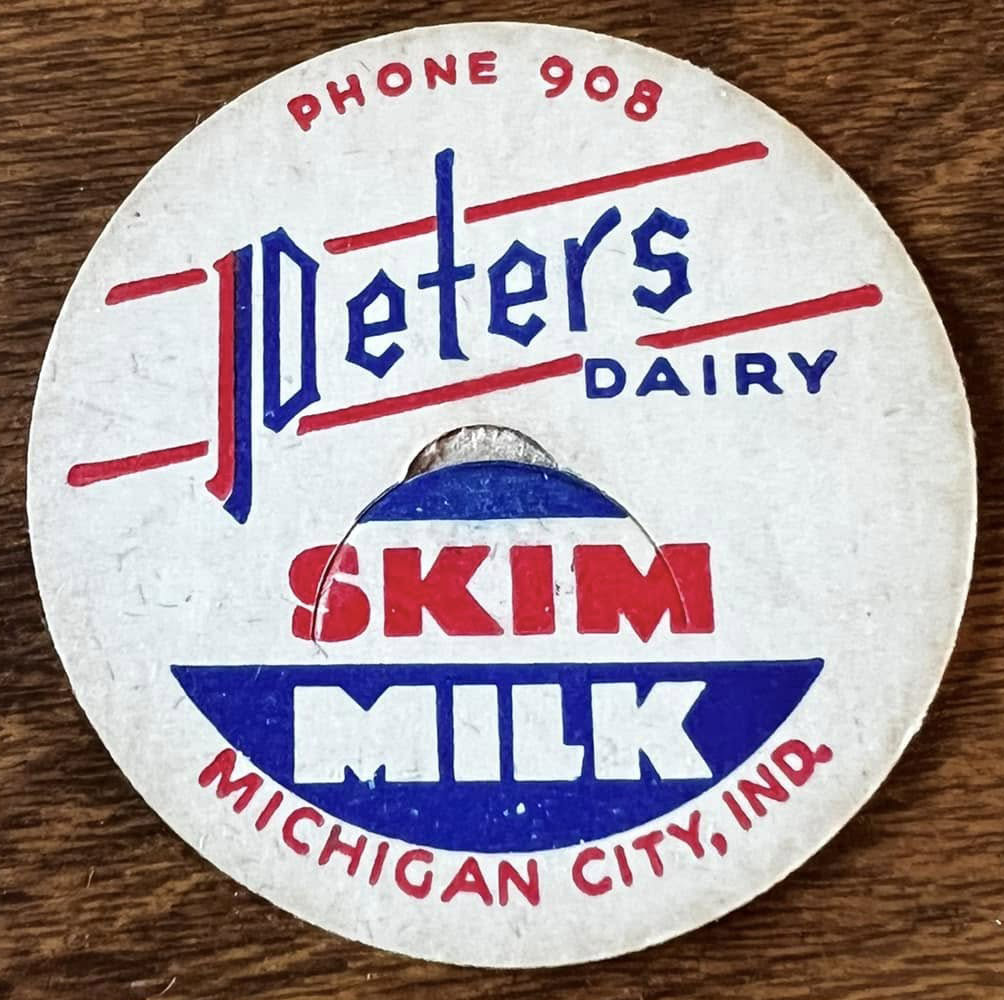 PHONE 908
Peters
DAIRY
SKIM
MILK
MICHIGAN CITY, IND.